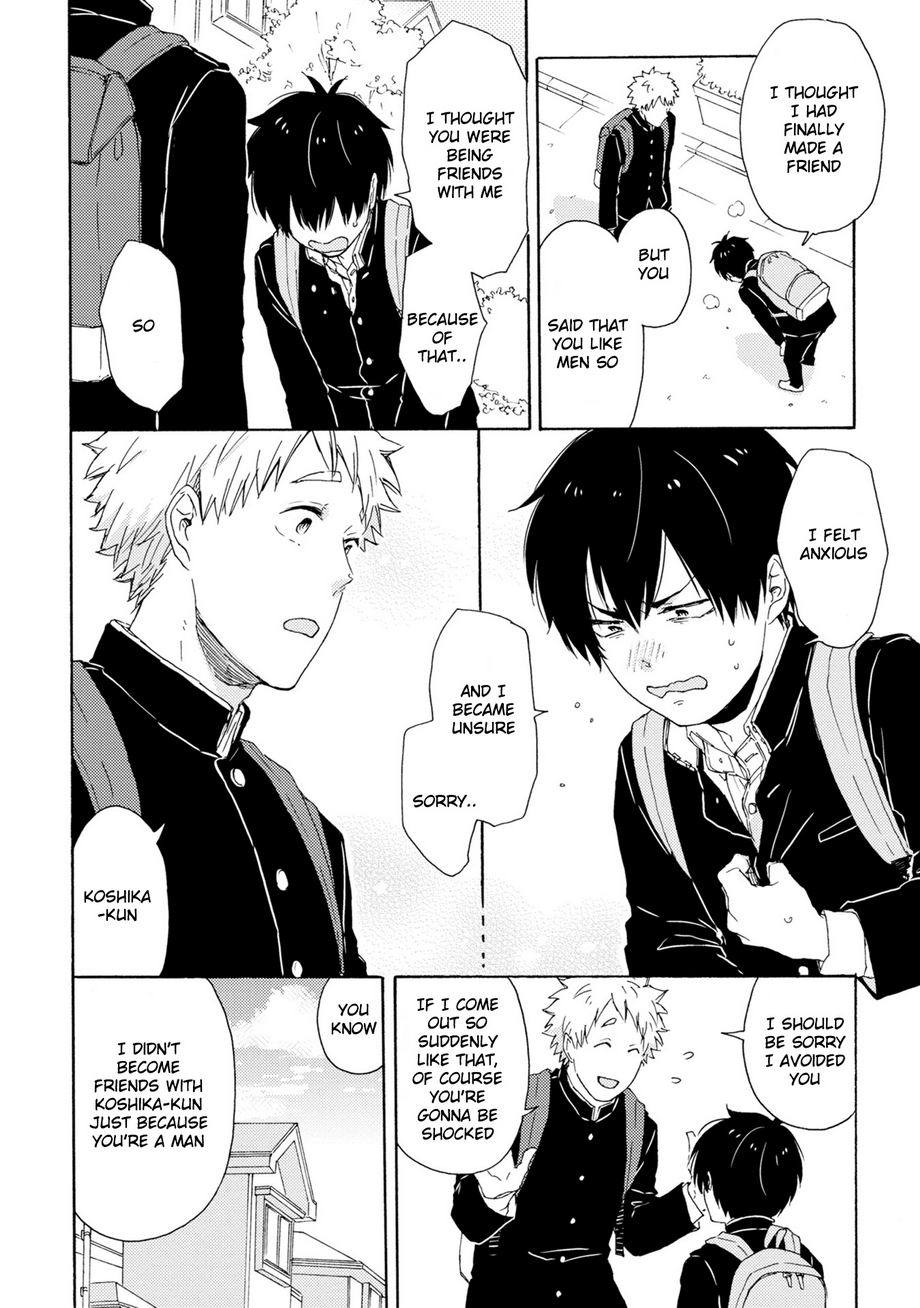 I THOUGHT
I HAD
FINALLY
MADE A
FRIEND
BUT
YOU
SAID THAT
YOU LIKE
MEN SO
I THOUGHT
YOU WERE
BEING
FRIENDS
WITH ME
BECAUSE
OF
THAT..
SO
I FELT
ANXIOUS
AND I
BECAME
UNSURE
SORRY..
KOSHIKA
-KUN
I SHOULD
BE SORRY
I AVOIDED
YOU
IF I COME
OUT SO
SUDDENLY
LIKE THAT,
OF COURSE
YOU'RE
GONNA BE
SHOCKED
YOU
KNOW
I DIDN'T
BECOME
FRIENDS WITH
KOSHIKA-KUN
JUST BECAUSE
YOU'RE A MAN